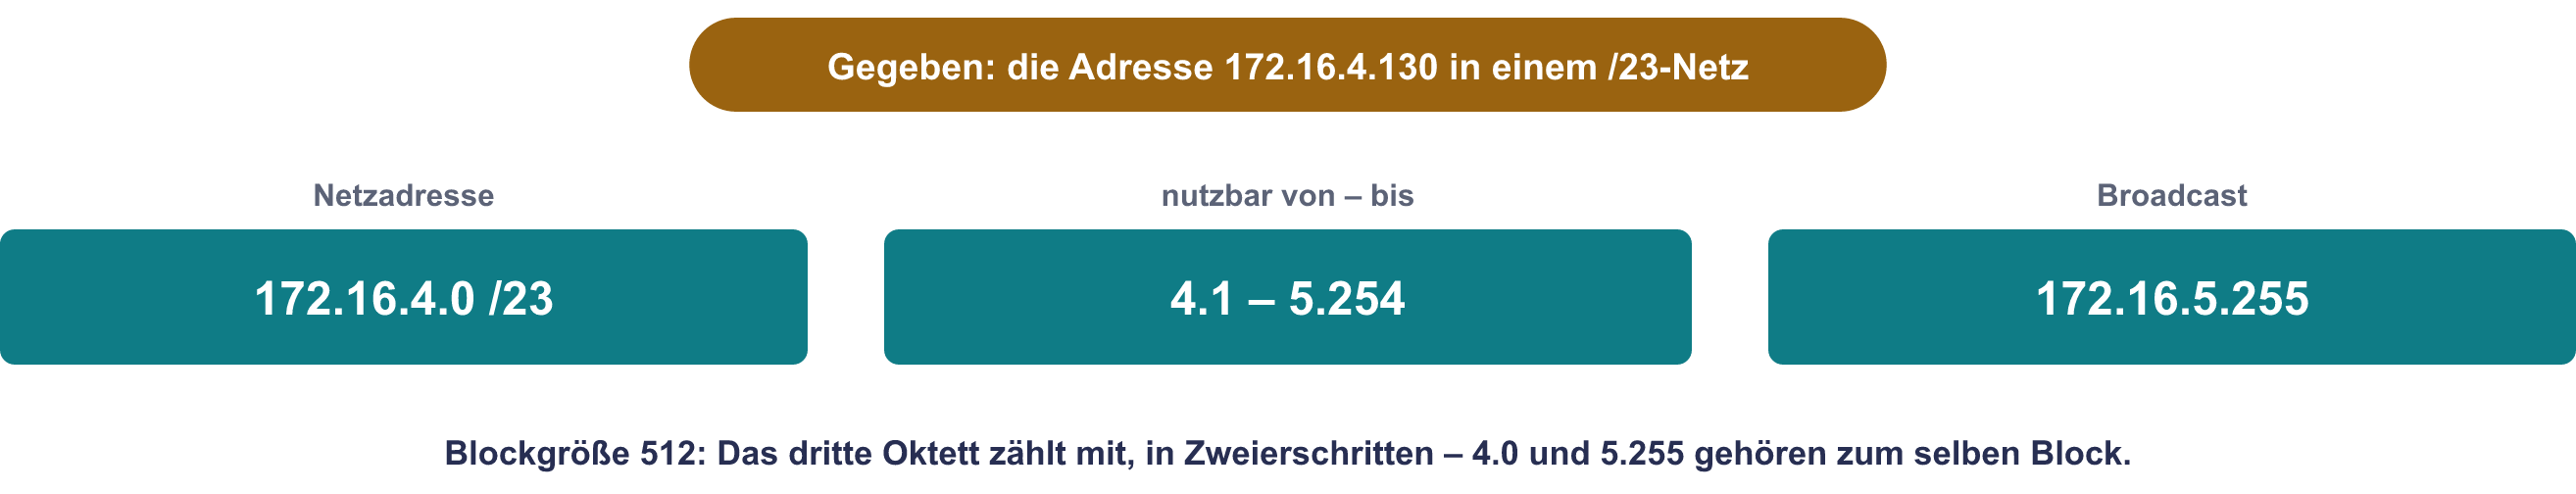 Gegeben: die Adresse 172.16.4.130 in einem /23-Netz
Netzadresse
nutzbar von – bis
Broadcast
172.16.4.0 /23
4.1 – 5.254
172.16.5.255
Blockgröße 512: Das dritte Oktett zählt mit, in Zweierschritten – 4.0 und 5.255 gehören zum selben Block.